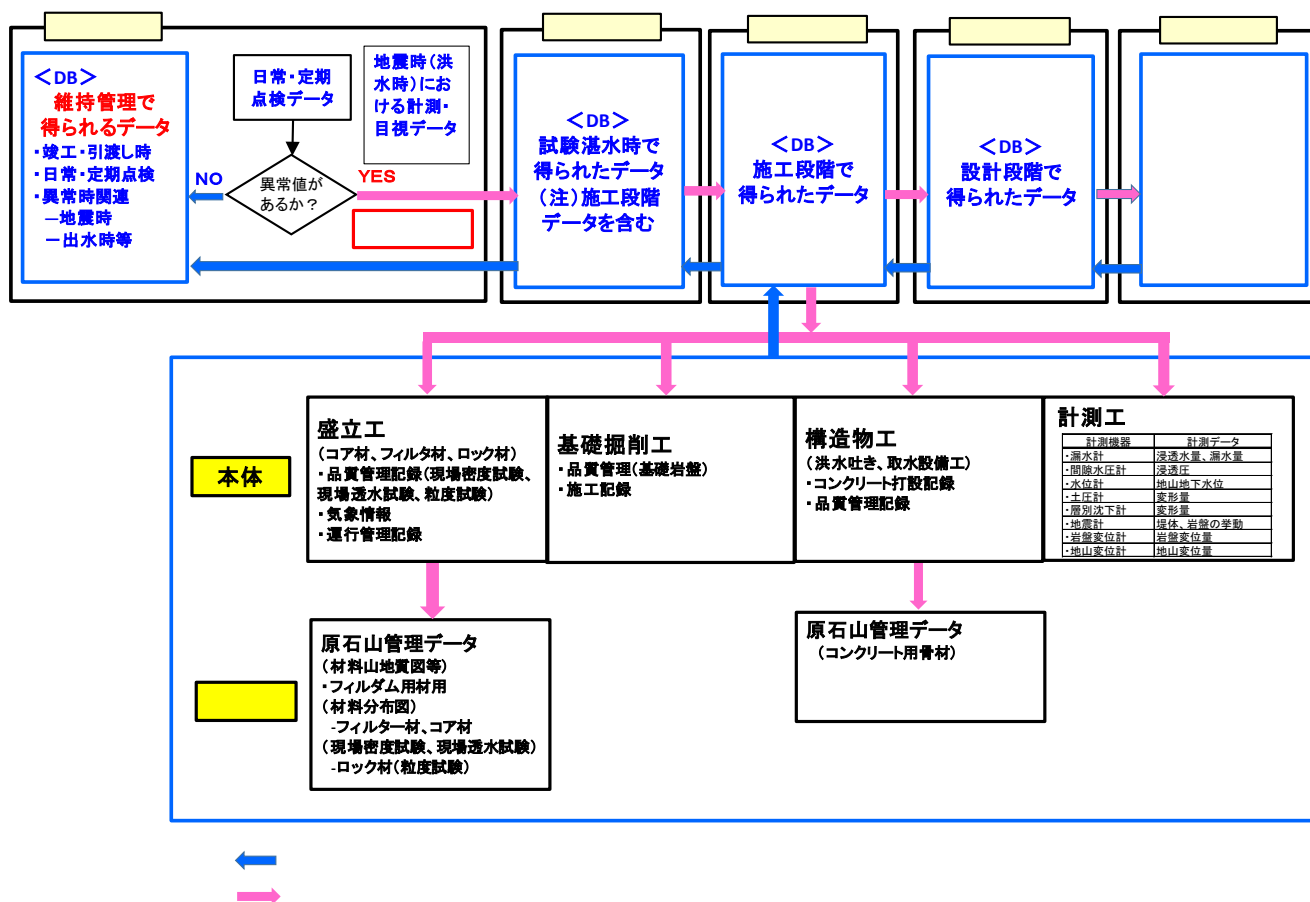 ＜DB＞
維持管理で
得られるデータ
・竣工・引渡し時
・日常・定期点検
・異常時関連
―地震時
－出水時等
日常・定期
点検データ
地震時（洪
水時）にお
ける計測・
目視データ
NO
異常値が
あるか？
YES
＜DB＞
試験湛水時で
得られたデータ
（注）施工段階
データを含む
＜DB＞
施工段階で
得られたデータ
＜DB＞
設計段階で
得られたデータ
本体
盛立工
（コア材、フィルタ材、ロック材）
・品質管理記録（現場密度試験、
現場透水試験、粒度試験）
・気象情報
・運行管理記録
基礎掘削工
・品質管理（基礎岩盤）
・施工記録
構造物工
（洪水吐き、取水設備工）
・コンクリート打設記録
・品質管理記録
計測工
計測機器 計測データ
・漏水計 浸透水量、漏水量
・間隙水圧計 浸透圧
・水位計 地山地下水位
・土圧計 変形量
・層別沈下計 変形量
・地震計 堤体、岩盤の挙動
・岩盤変位計 岩盤変位量
・地山変位計 地山変位量
原石山管理データ
（材料山地質図等）
・フィルダム用材用
（材料分布図）
-フィルター材、コア材
（現場密度試験、現場透水試験）
-ロック材（粒度試験）
原石山管理データ
（コンクリート用骨材）